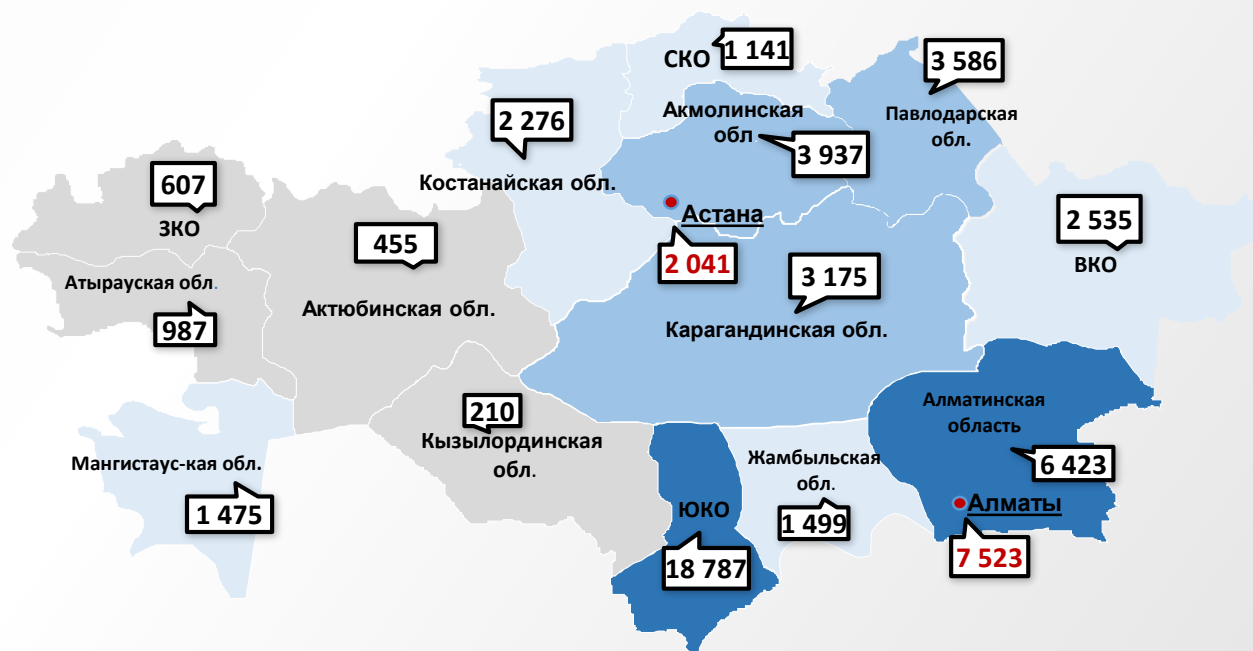 СКО
1 141
3 586
Павлодарская
обл.
Акмолинская
обл
3 937
2 276
Костанайская обл.
607
ЗКО
455
Актюбинская обл.
Атырауская обл.
987
Астана
2 041
2 535
ВКО
3 175
Карагандинская обл.
210
Кызылординская
обл.
Мангистаус-кая обл.
1 475
ЮКО
18 787
Жамбыльская
обл.
1 499
Алматинская
область
6 423
Алматы
7 523